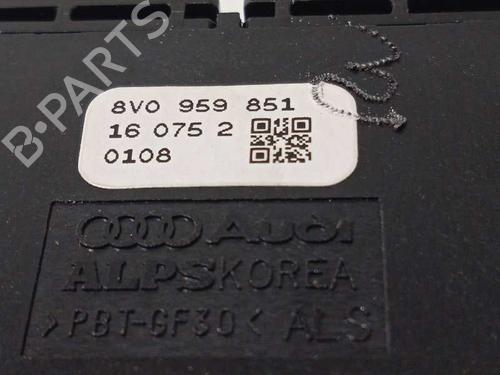 B-PARTS
8V0 959 851
16 075 2
0108
Audi
ALPSKOREA
>PBT-GF30< ALS